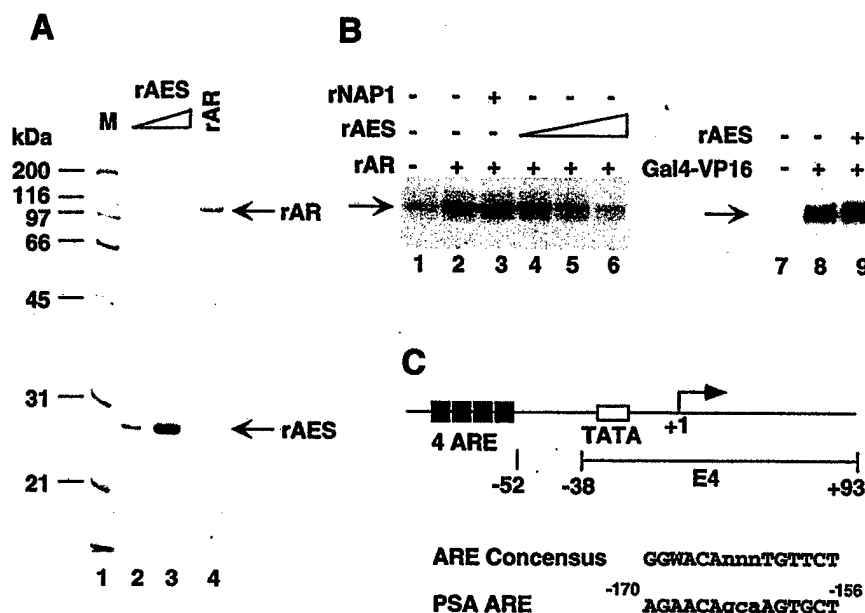 A
rAES
M
rAR
kDa
200
116
97
66
45
31
21
rAR
rAES
1 2 3 4
B
rNAP1 - - + - - -
rAES - - -
rAR - + + + + +
1 2 3 4 5 6
rAES - - +
Gal4-VP16 - + +
7 8 9
C
4 ARE
TATA
+1
-52
-38
E4
+93
ARE Concensus GGWACAnnnTGTTCT
PSA ARE -170 AGAACAgcaAGTGCT -156